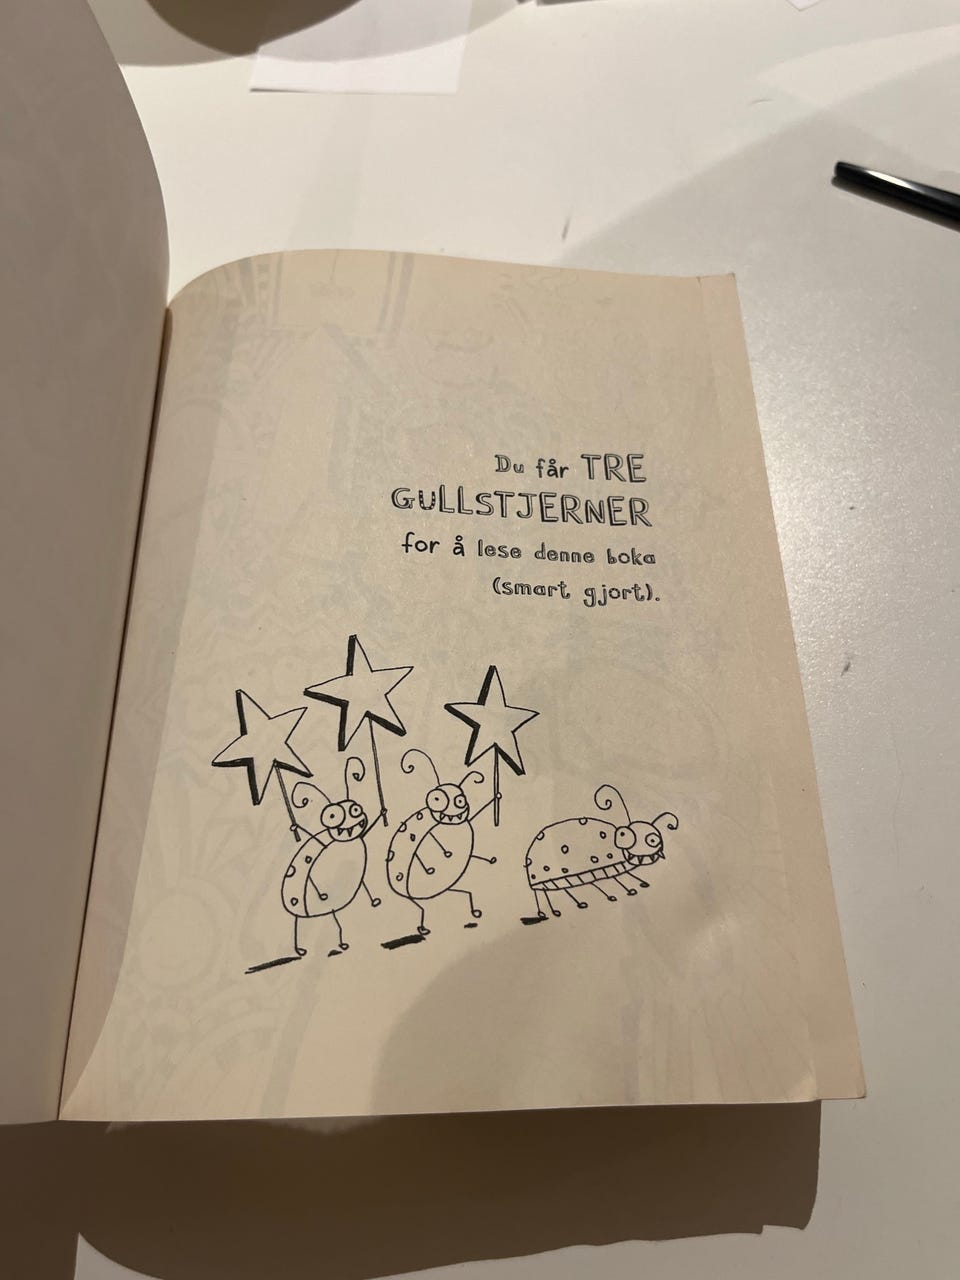 Du får TRE
GULLSTJERNER
for å lese denne boka
(smart gjort).